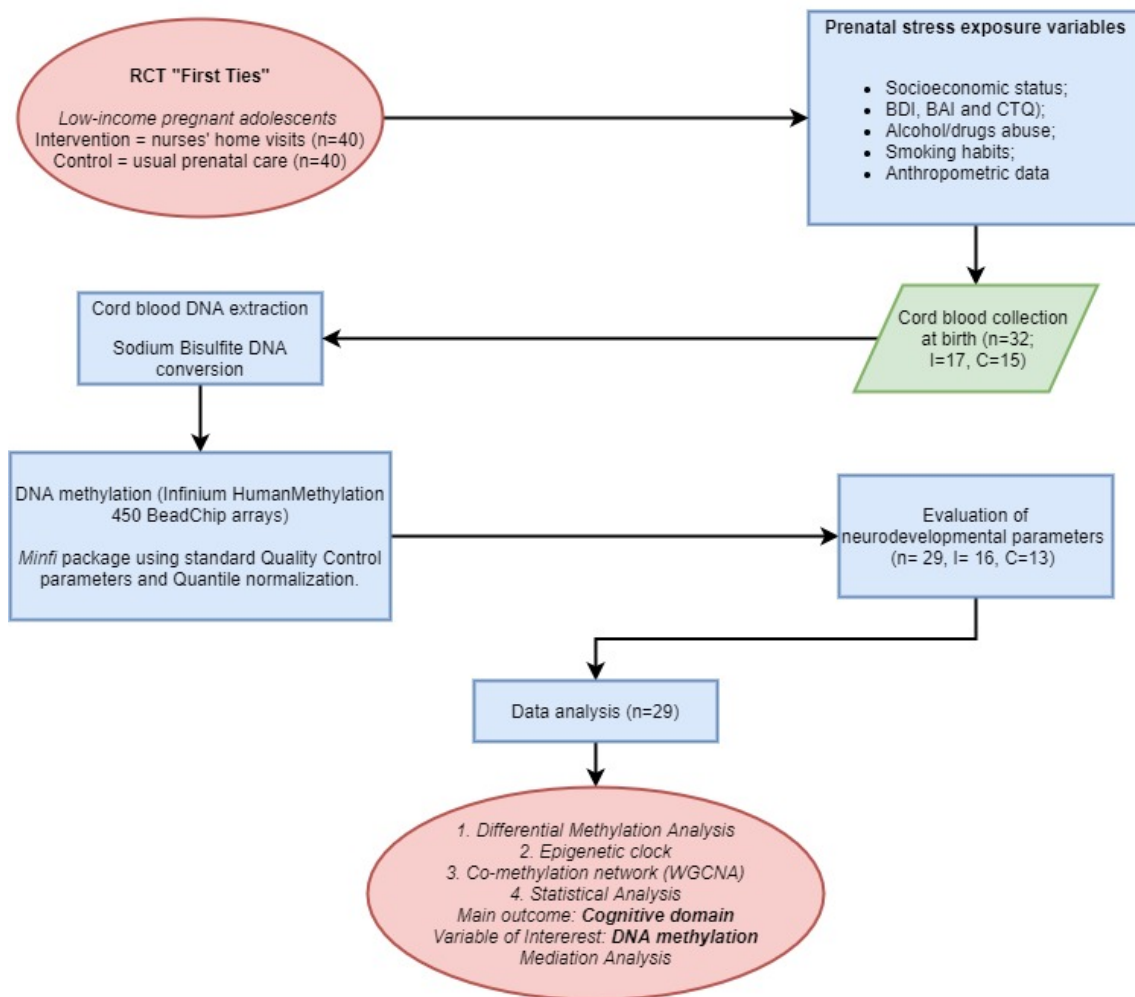 RCT "First Ties"
Low-income pregnant adolescents
Intervention = nurses' home visits (n=40)
Control = usual prenatal care (n=40)
Prenatal stress exposure variables
• Socioeconomic status;
• BDI, BAI and CTQ);
• Alcohol/drugs abuse;
• Smoking habits;
• Anthropometric data
Cord blood collection
at birth (n=32;
I=17, C=15)
Cord blood DNA extraction
Sodium Bisulfite DNA
conversion
DNA methylation (Infinium HumanMethylation
450 BeadChip arrays)
Minfi package using standard Quality Control
parameters and Quantile normalization.
Evaluation of
neurodevelopmental parameters
(n= 29, I= 16, C=13)
Data analysis (n=29)
1. Differential Methylation Analysis
2. Epigenetic clock
3. Co-methylation network (WGCNA)
4. Statistical Analysis
Main outcome: Cognitive domain
Variable of Intererest: DNA methylation
Mediation Analysis